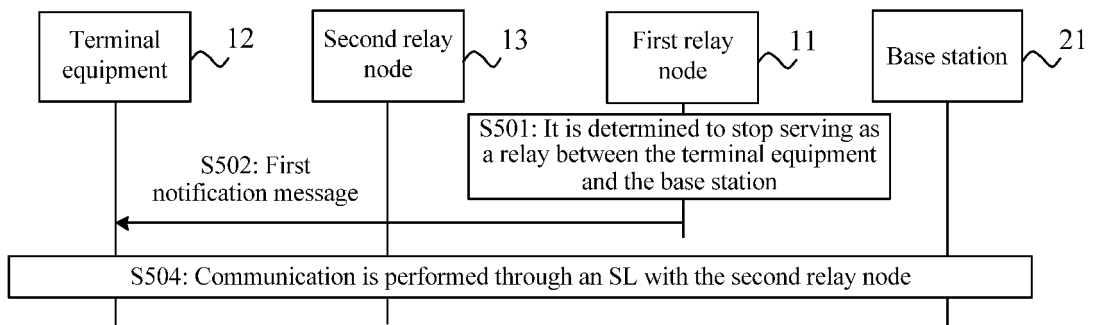 Terminal
equipment
12
Second relay
node
13
First relay
node
11
Base station
21
S501: It is determined to stop serving as
a relay between the terminal equipment
and the base station
S502: First
notification message
S504: Communication is performed through an SL with the second relay node